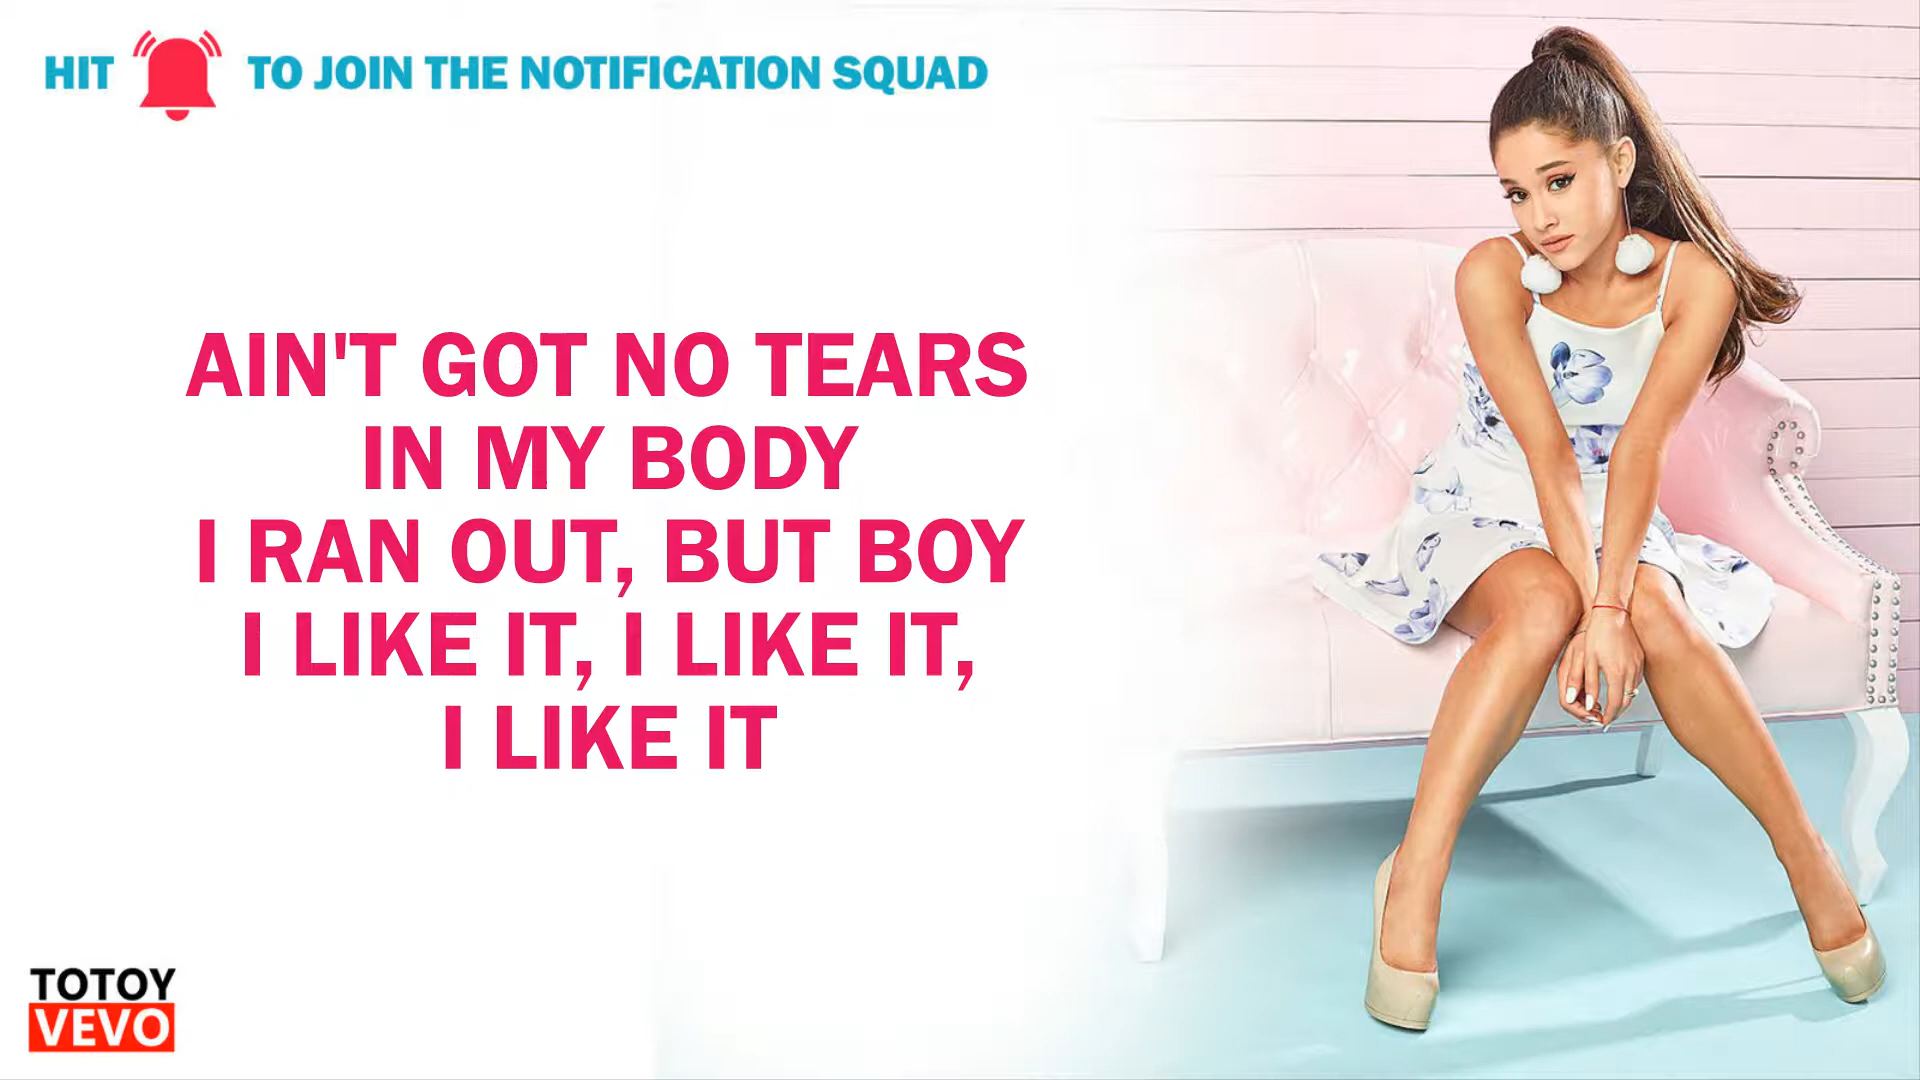 HIT TO JOIN THE NOTIFICATION SQUAD
AIN'T GOT NO TEARS
IN MY BODY
I RAN OUT, BUT BOY
I LIKE IT, I LIKE IT,
I LIKE IT
TOTOY
VEVO